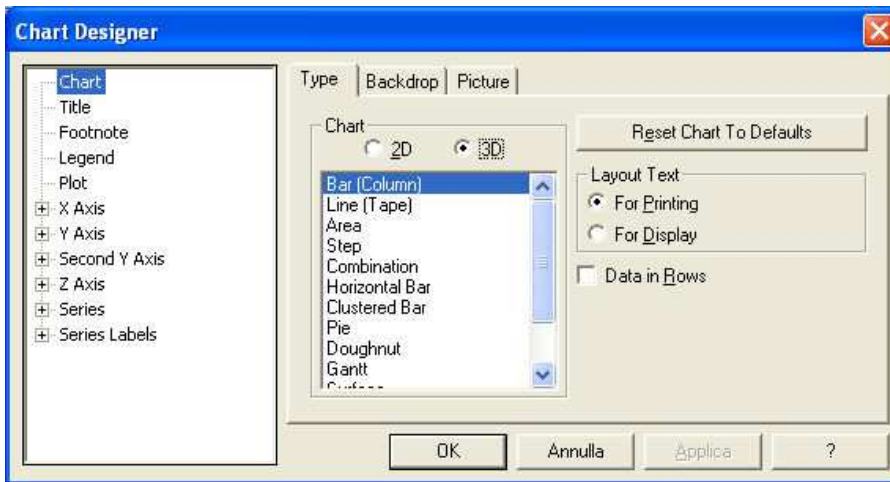 Chart Designer
Chart
Title
Footnote
Legend
Plot
X Axis
Y Axis
Second Y Axis
Z Axis
Series
Series Labels
Type
Backdrop
Picture
Chart
2D
3D
Bar (Column)
Line (Tape)
Area
Step
Combination
Horizontal Bar
Clustered Bar
Pie
Doughnut
Gantt
Reset Chart To Defaults
Layout Text
For Printing
For Display
Data in Rows
OK
Annulla
Applica
?